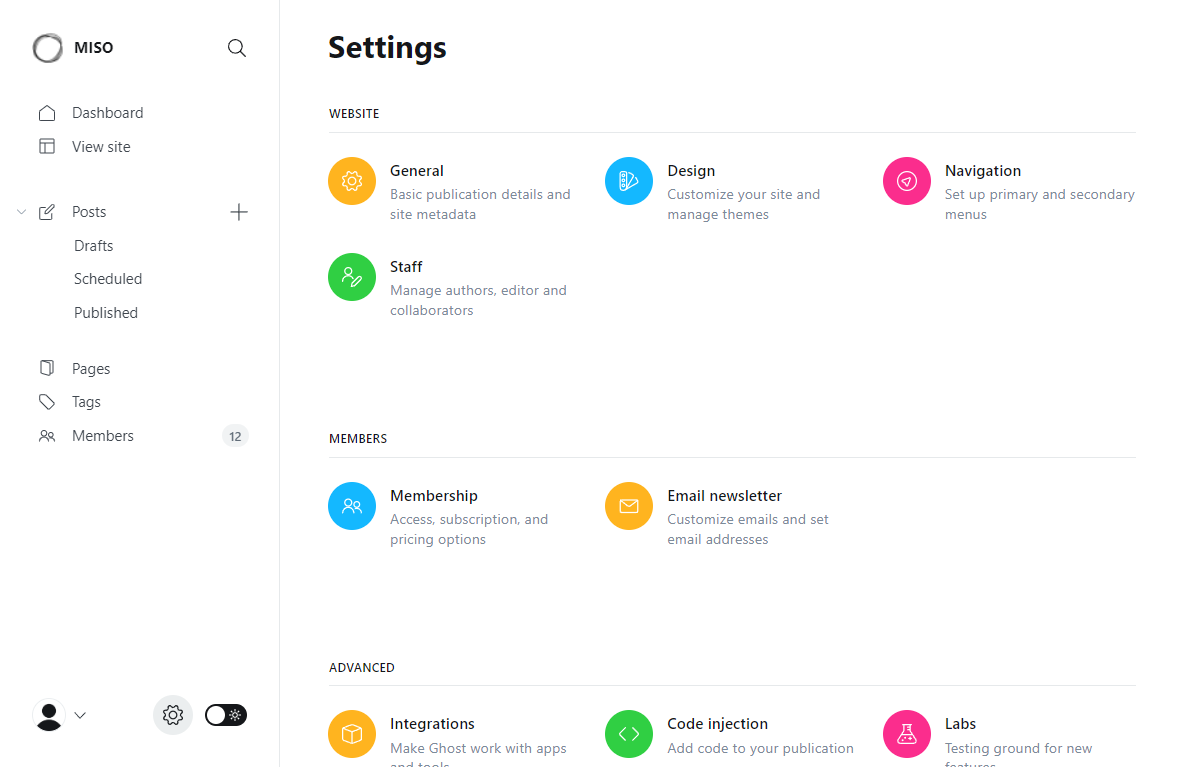 MISO
Dashboard
View site
Posts
Drafts
Scheduled
Published
Pages
Tags
Members
12
Settings
WEBSITE
General
Basic publication details and
site metadata
Design
Customize your site and
manage themes
Navigation
Set up primary and secondary
menus
Staff
Manage authors, editor and
collaborators
MEMBERS
Membership
Access, subscription, and
pricing options
Email newsletter
Customize emails and set
email addresses
ADVANCED
Integrations
Make Ghost work with apps
and tools
Code injection
Add code to your publication
Labs
Testing ground for new
features